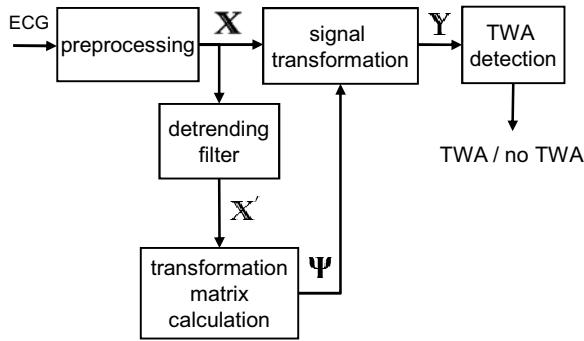 ECG
preprocessing
𝕏
signal
transformation
𝕐
TWA
detection
detrending
filter
TWA / no TWA
𝕏′
transformation
matrix
calculation
Ψ